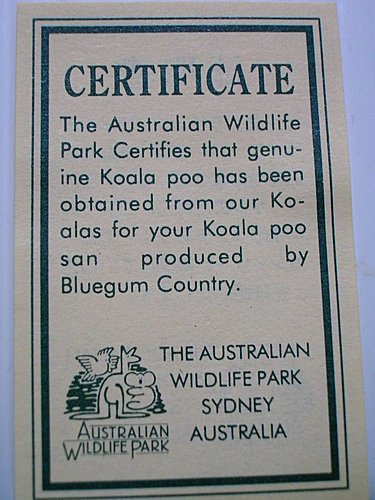 CERTIFICATE
The Australian Wildlife
Park Certifies that genu-
ine Koala poo has been
obtained from our Ko-
alas for your Koala poo
san produced by
Bluegum Country.
THE AUSTRALIAN
WILDLIFE PARK
SYDNEY
AUSTRALIA
AUSTRALIAN
WILDLIFE PARK